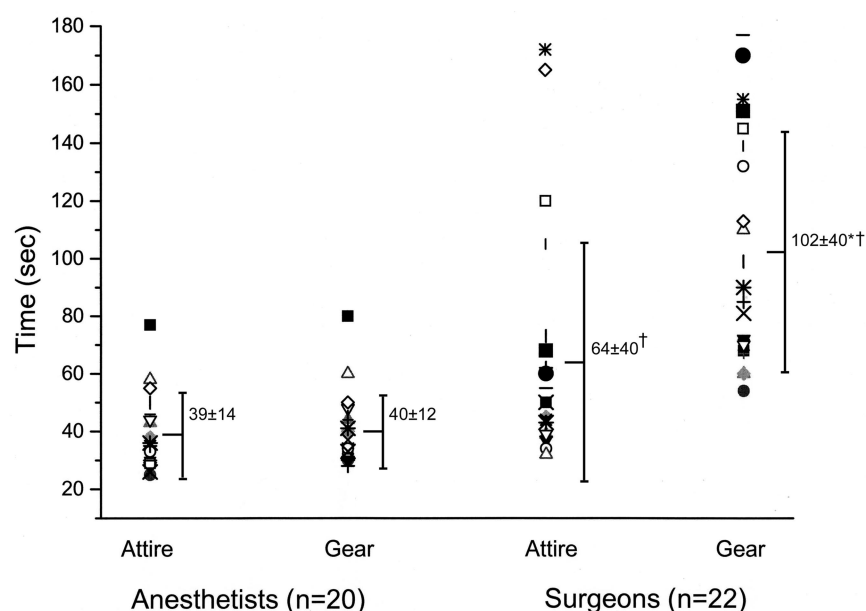 180
160
140
120
100
80
60
40
20
Time (sec)
39±14
40±12
64±40†
102±40*†
Attire
Gear
Attire
Gear
Anesthetists (n=20)
Surgeons (n=22)